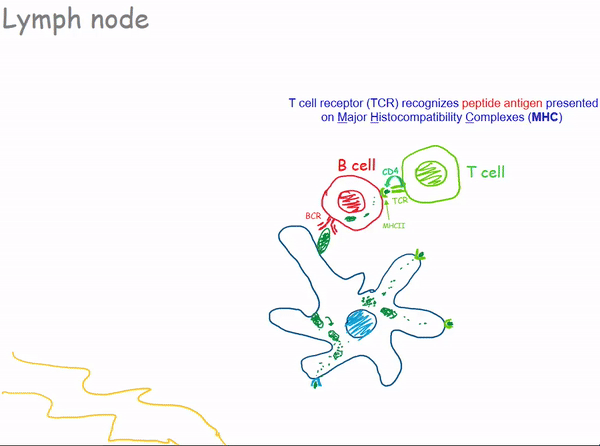 Lymph node
T cell receptor (TCR) recognizes peptide antigen presented
on Major Histocompatibility Complexes (MHC)
B cell
CD4
T cell
TCR
BCR
MHCII